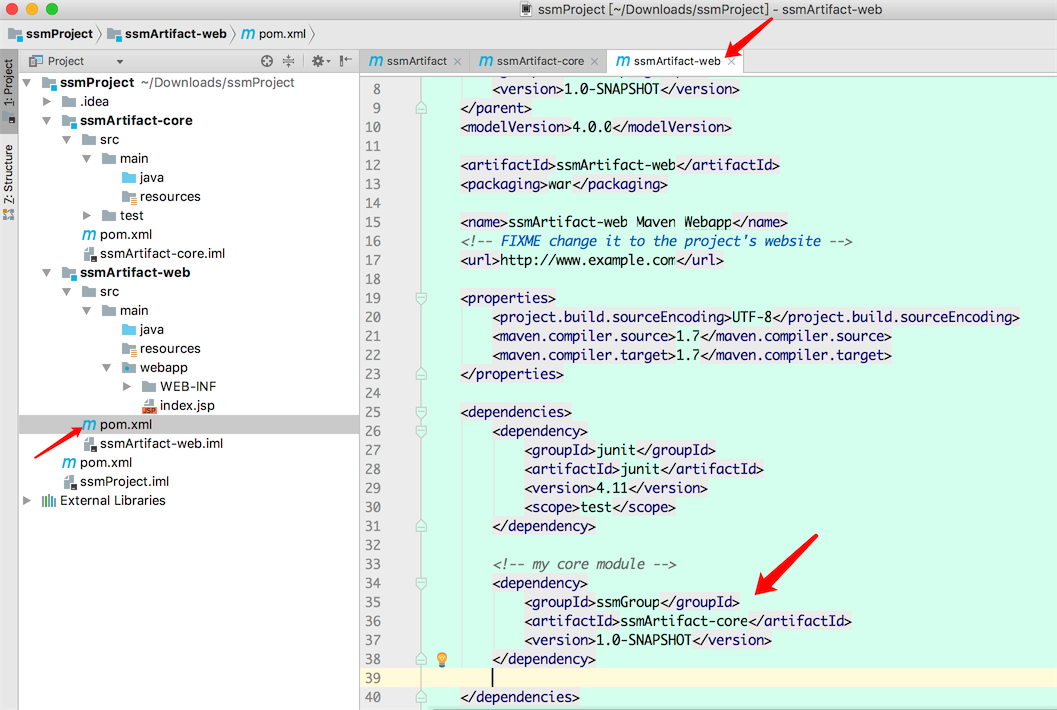 ssmProject [~/Downloads/ssmProject] - ssmArtifact-web
ssmProject ssmArtifact-web pom.xml
1: Project
Z: Structure
Project
ssmProject ~/Downloads/ssmProject
.idea
ssmArtifact-core
src
main
java
resources
test
pom.xml
ssmArtifact-core.iml
ssmArtifact-web
src
main
java
resources
webapp
WEB-INF
JSP index.jsp
pom.xml
ssmArtifact-web.iml
pom.xml
ssmProject.iml
External Libraries
ssmArtifact ssmArtifact-core ssmArtifact-web
8 <version>1.0-SNAPSHOT</version>
9 </parent>
10 <modelVersion>4.0.0</modelVersion>
11
12 <artifactId>ssmArtifact-web</artifactId>
13 <packaging>war</packaging>
14
15 <name>ssmArtifact-web Maven Webapp</name>
16 <!-- FIXME change it to the project's website -->
17 <url>http://www.example.com</url>
18
19 <properties>
20 <project.build.sourceEncoding>UTF-8</project.build.sourceEncoding>
21 <maven.compiler.source>1.7</maven.compiler.source>
22 <maven.compiler.target>1.7</maven.compiler.target>
23 </properties>
24
25 <dependencies>
26 <dependency>
27 <groupId>junit</groupId>
28 <artifactId>junit</artifactId>
29 <version>4.11</version>
30 <scope>test</scope>
31 </dependency>
32
33 <!-- my core module -->
34 <dependency>
35 <groupId>ssmGroup</groupId>
36 <artifactId>ssmArtifact-core</artifactId>
37 <version>1.0-SNAPSHOT</version>
38 </dependency>
39
40 </dependencies>